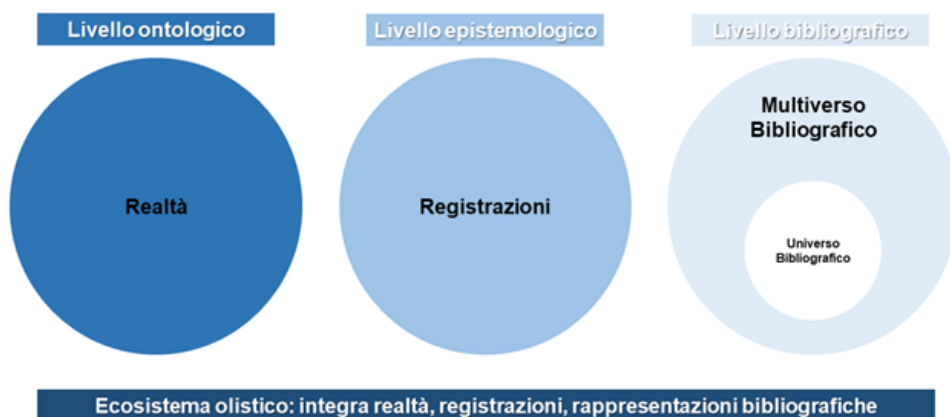 Livello ontologico
Livello epistemologico
Livello bibliografico
Multiverso
Bibliografico
Realtà
Registrazioni
Universo
Bibliografico
Ecosistema olistico: integra realtà, registrazioni, rappresentazioni bibliografiche